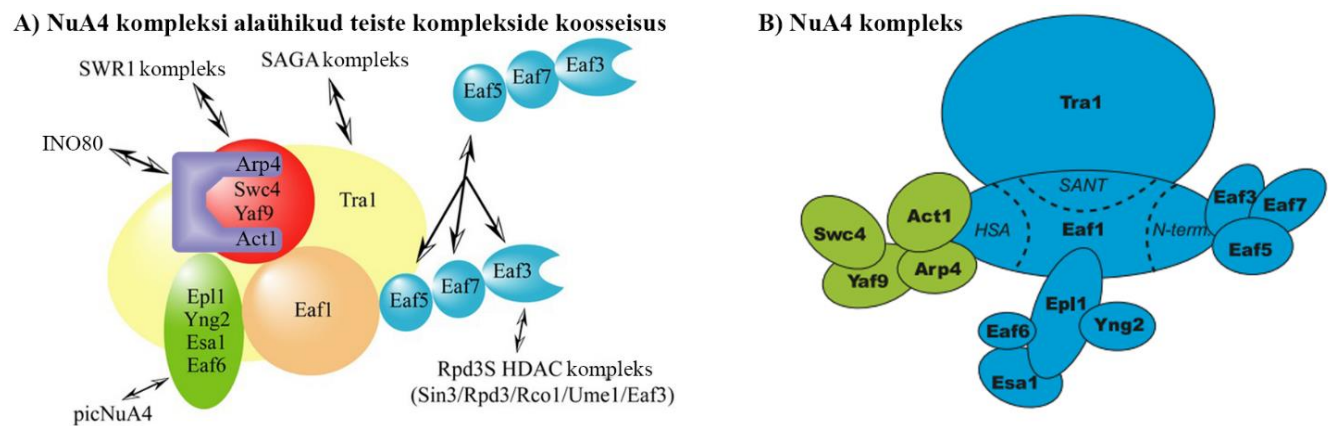 A) NuA4 kompleksi alaühikud teiste komplekside koosseisus
SWR1 kompleks
SAGA kompleks
INO80
Arp4
Swc4
Yaf9
Act1
Tra1
Epl1
Yng2
Esa1
Eaf6
Eaf1
Eaf5
Eaf7
Eaf3
Eaf5
Eaf7
Eaf3
picNuA4
Rpd3S HDAC kompleks
(Sin3/Rpd3/Rco1/Ume1/Eaf3)
B) NuA4 kompleks
Tra1
SANT
HSA
Eaf1
N-term.
Act1
Swc4
Yaf9
Arp4
Eaf3
Eaf7
Eaf5
Epl1
Eaf6
Yng2
Esa1